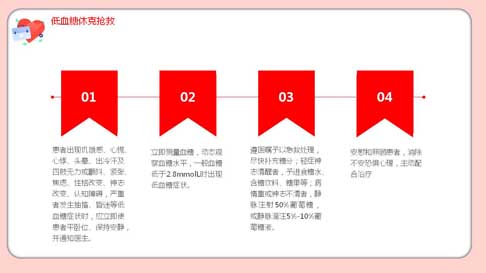 低血糖休克抢救
01
患者出现饥饿感、心慌、
心悸、头晕、出冷汗及
四肢无力或颤抖、紧张、
焦虑、性格改变、神志
改变、认知障碍，严重
者发生抽搐、昏迷等低
血糖症状时，应立即使
患者平卧位、保持安静，
并通知医生。
02
立即测量血糖，动态观
察血糖水平，一般血糖
低于2.8mmolL时出现
低血糖症状。
03
遵医嘱予以急救处理，
尽快补充糖分；轻度神
志清醒者，予进食糖水、
含糖饮料、糖果等；病
情重或神志不清者，静
脉注射50%葡萄糖，
或静脉滴注5%-10%葡
萄糖液。
04
安慰和照顾患者，消除
不安恐惧心理，主动配
合治疗